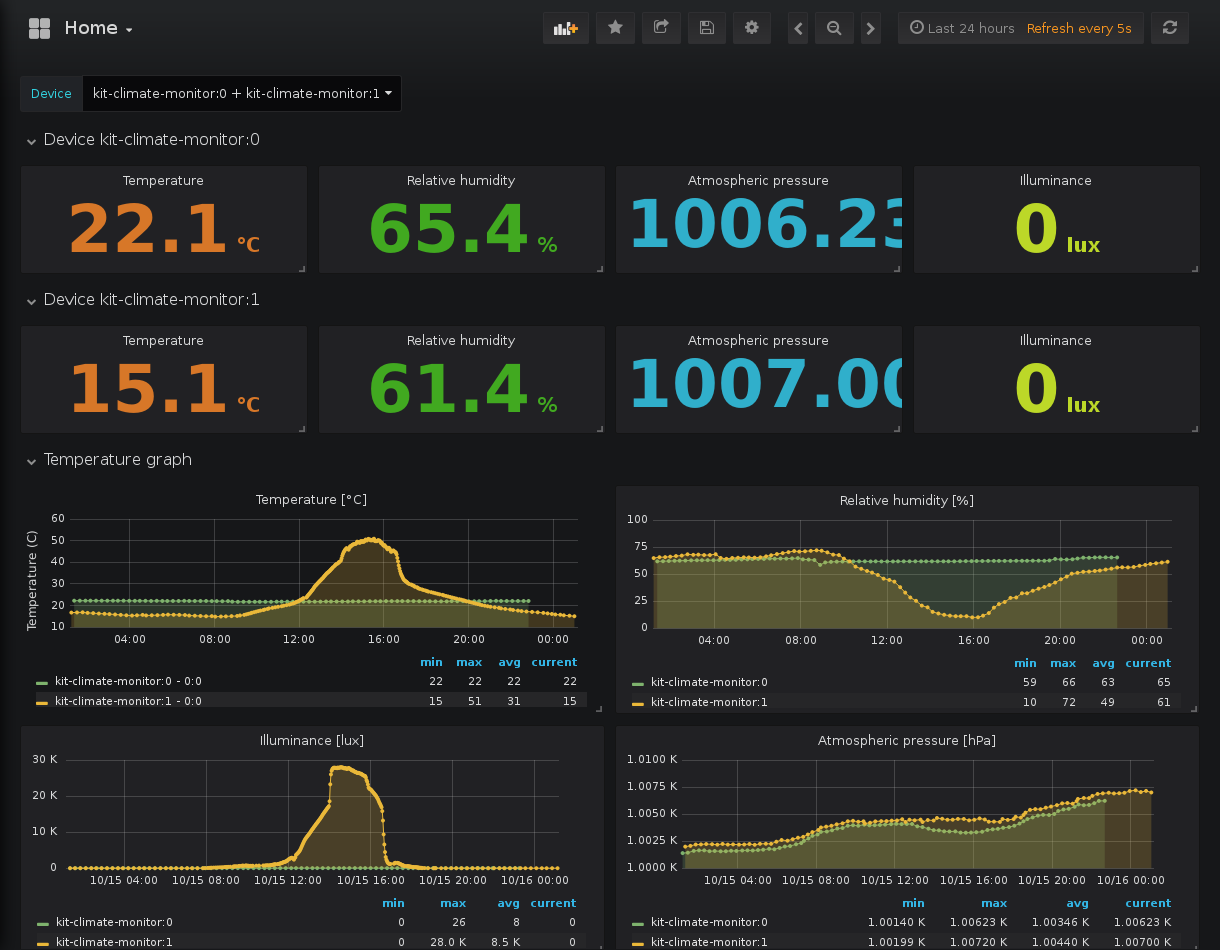 Home
Last 24 hours Refresh every 5s
Device kit-climate-monitor:0 + kit-climate-monitor:1
Device kit-climate-monitor:0
Temperature Relative humidity Atmospheric pressure Illuminance
22.1 °C 65.4 % 1006.23 0 lux
Device kit-climate-monitor:1
Temperature Relative humidity Atmospheric pressure Illuminance
15.1 °C 61.4 % 1007.00 0 lux
Temperature graph
Temperature [°C]
Temperature (C)
60
50
40
30
20
10
04:00 08:00 12:00 16:00 20:00 00:00
min max avg current
kit-climate-monitor:0 - 0:0 22 22 22 22
kit-climate-monitor:1 - 0:0 15 51 31 15
Relative humidity [%]
100
75
50
25
0
04:00 08:00 12:00 16:00 20:00 00:00
min max avg current
kit-climate-monitor:0 59 66 63 65
kit-climate-monitor:1 10 72 49 61
Illuminance [lux]
30 K
20 K
10 K
0
10/15 04:00 10/15 08:00 10/15 12:00 10/15 16:00 10/15 20:00 10/16 00:00
min max avg current
kit-climate-monitor:0 0 26 8 0
kit-climate-monitor:1 0 28.0 K 8.5 K 0
Atmospheric pressure [hPa]
1.0100 K
1.0075 K
1.0050 K
1.0025 K
1.0000 K
10/15 04:00 10/15 08:00 10/15 12:00 10/15 16:00 10/15 20:00 10/16 00:00
min max avg current
kit-climate-monitor:0 1.00140 K 1.00623 K 1.00346 K 1.00623 K
kit-climate-monitor:1 1.00199 K 1.00720 K 1.00440 K 1.00700 K